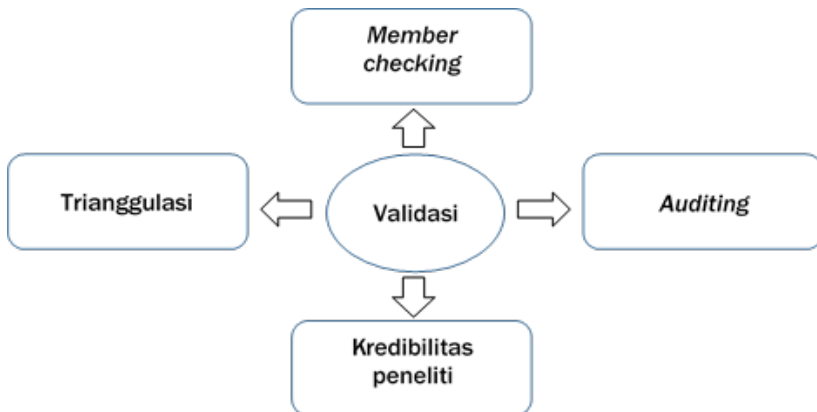 Member
checking
Trianggulasi
Validasi
Auditing
Kredibilitas
peneliti